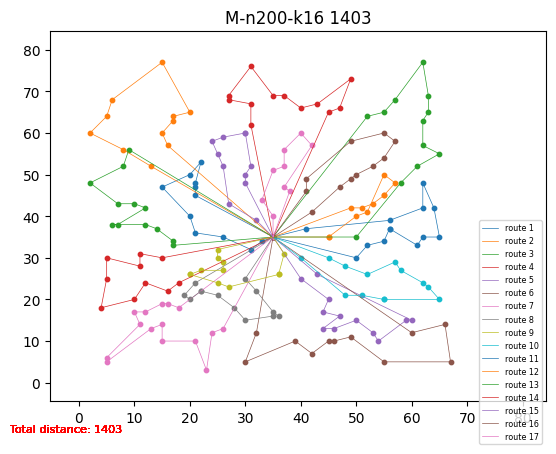 M-n200-k16 1403
80
70
60
50
40
30
20
10
0
0
10
20
30
40
50
60
70
80
route 1
route 2
route 3
route 4
route 5
route 6
route 7
route 8
route 9
route 10
route 11
route 12
route 13
route 14
route 15
route 16
route 17
Total distance: 1403